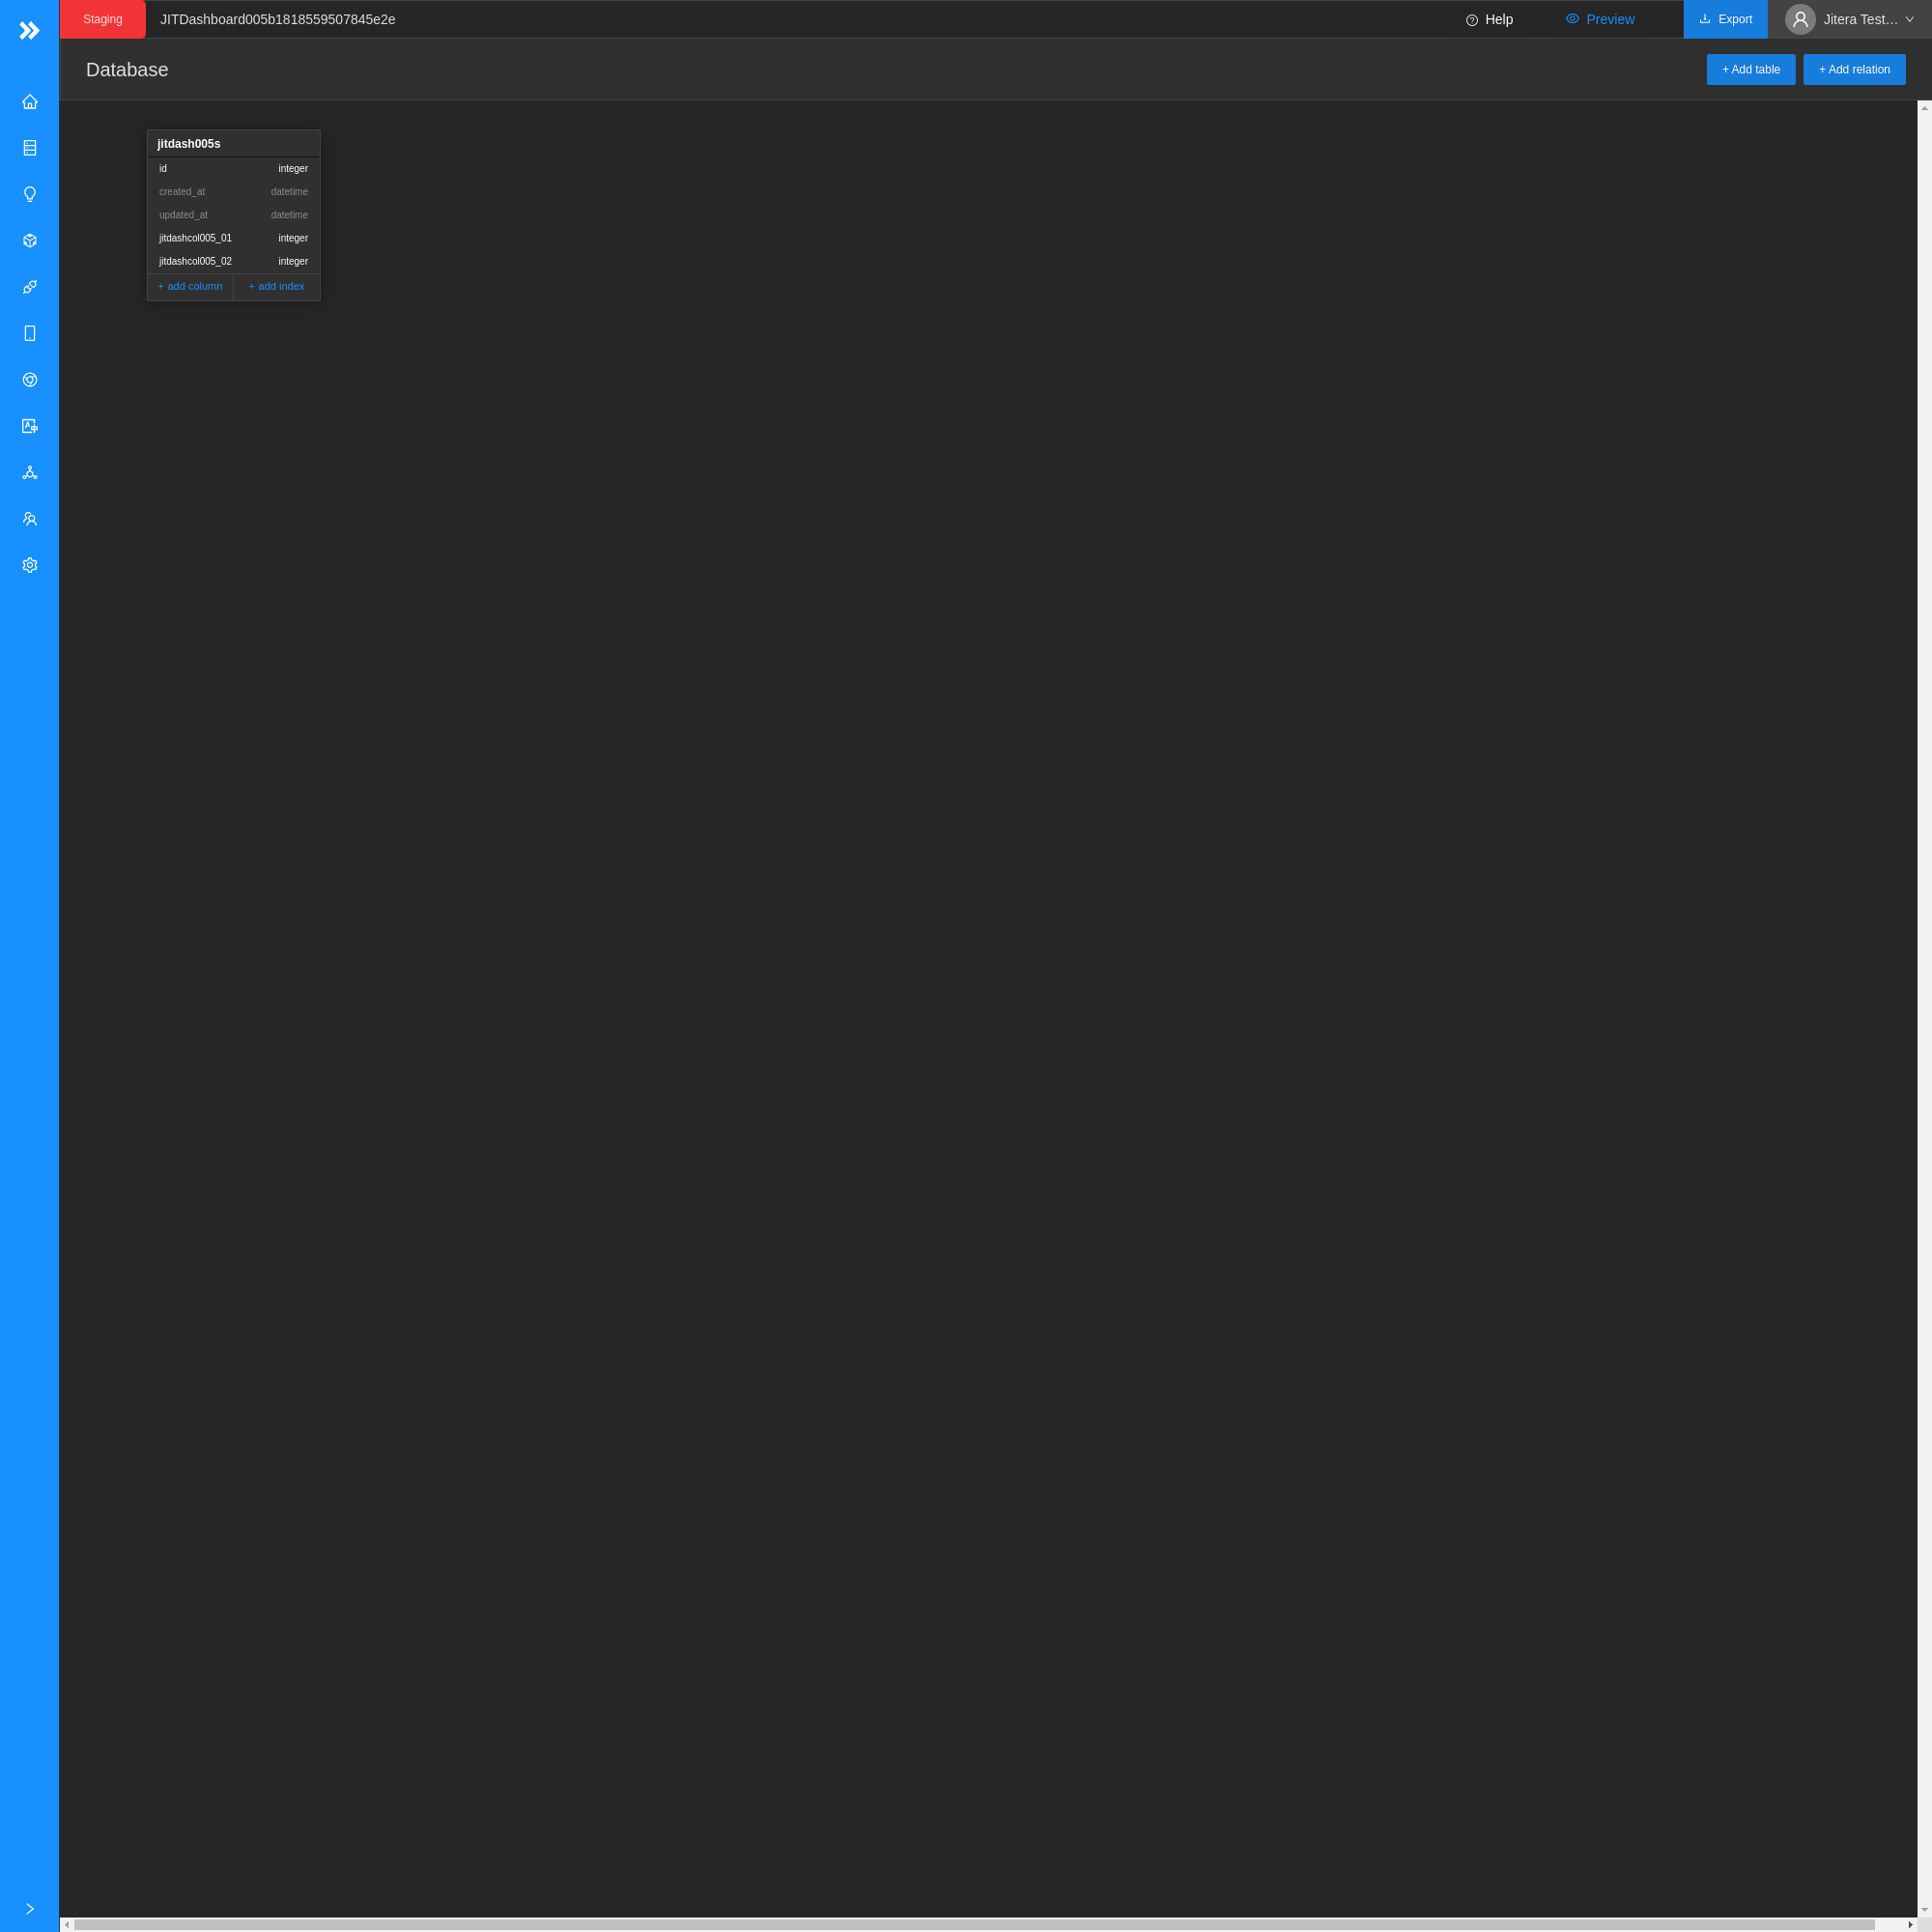 Staging JITDashboard005b1818559507845e2e Help Preview Export Jitera Test...
Database + Add table + Add relation
jitdash005s
id integer
created_at datetime
updated_at datetime
jitdashcol005_01 integer
jitdashcol005_02 integer
+ add column + add index